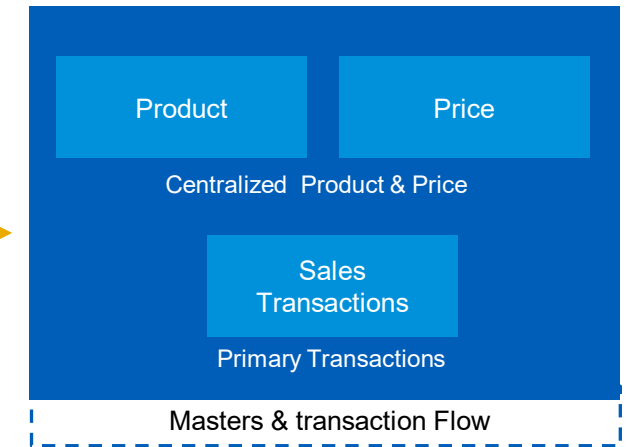 Product
Price
Centralized Product & Price
Sales
Transactions
Primary Transactions
Masters & transaction Flow